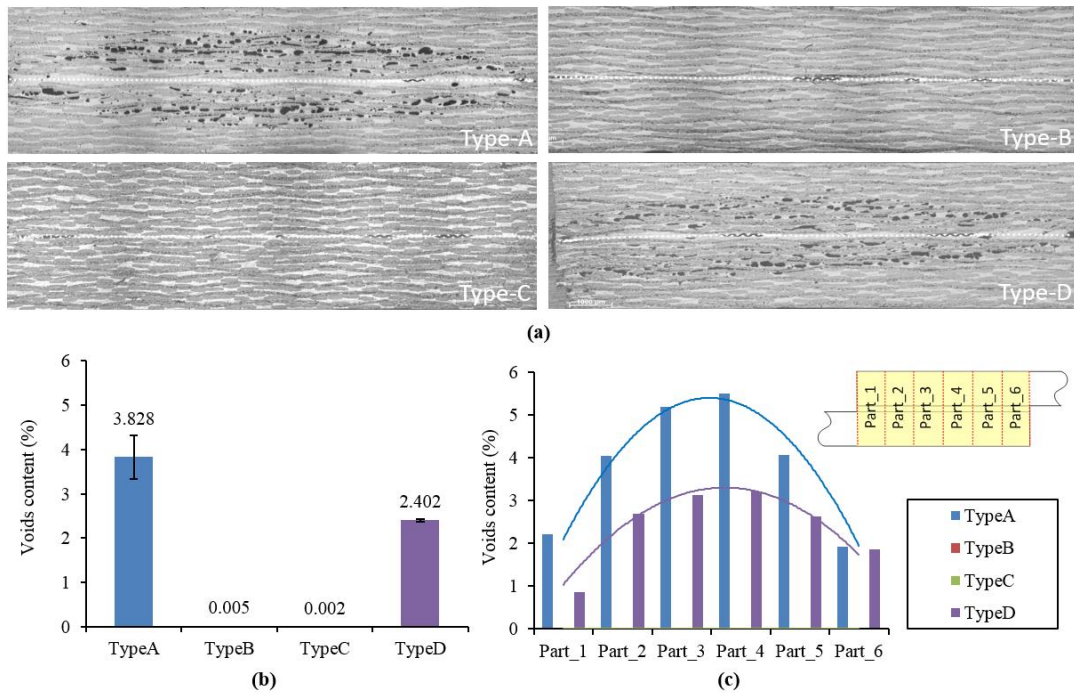 Type-A
Type-B
Type-C
1000 µm
Type-D
(a)
6
5
4
3
2
1
0
Voids content (%)
3.828
0.005
0.002
2.402
TypeA
TypeB
TypeC
TypeD
(b)
6
5
4
3
2
1
0
Voids content (%)
Part_1
Part_2
Part_3
Part_4
Part_5
Part_6
Part_1
Part_2
Part_3
Part_4
Part_5
Part_6
TypeA
TypeB
TypeC
TypeD
(c)